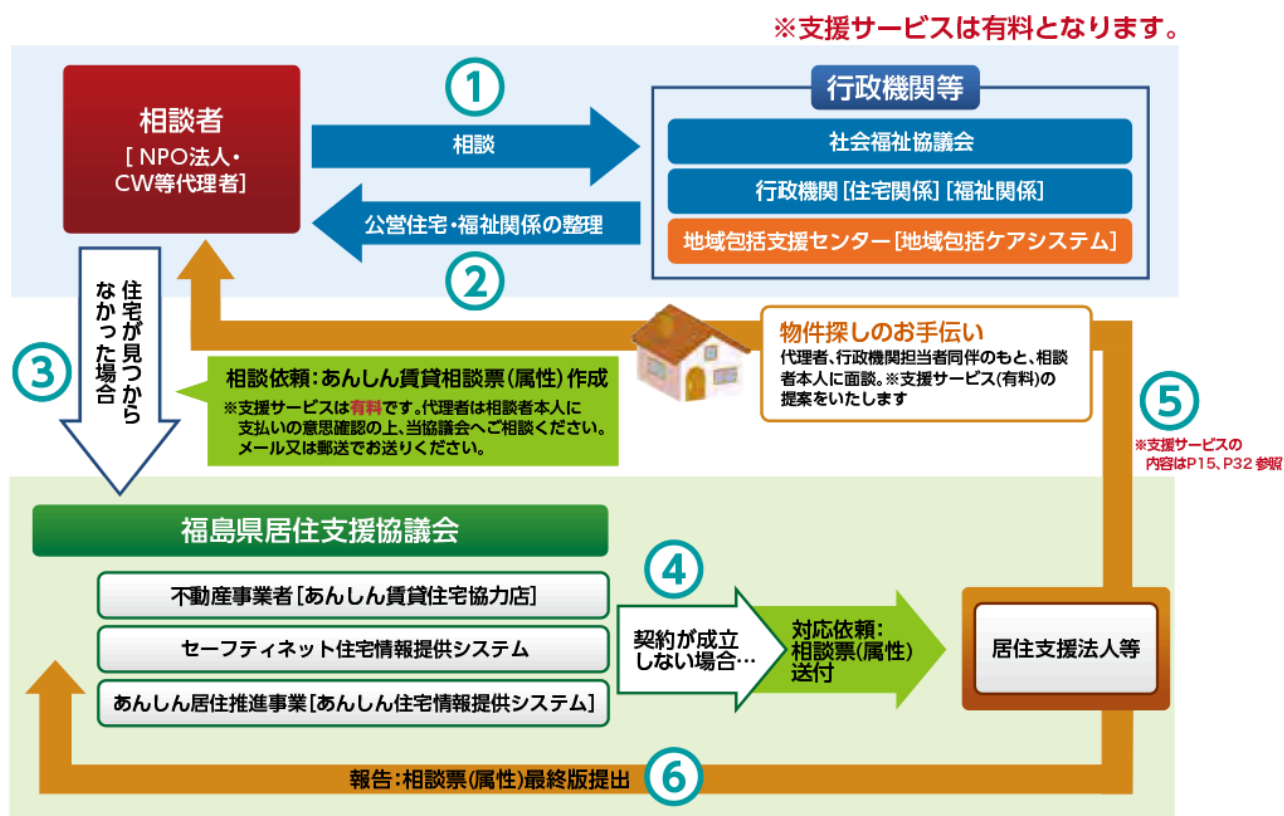 ※支援サービスは有料となります。
相談者
[ NPO法人・
CW等代理者]
①
相談
行政機関等
社会福祉協議会
行政機関[住宅関係][福祉関係]
地域包括支援センター[地域包括ケアシステム]
公営住宅・福祉関係の整理
②
③
住宅が見つから
なかった場合
相談依頼：あんしん賃貸相談票(属性)作成
※支援サービスは有料です。代理者は相談者本人に
支払いの意思確認の上、当協議会へご相談ください。
メール又は郵送でお送りください。
物件探しのお手伝い
代理者、行政機関担当者同伴のもと、相談
者本人に面談。※支援サービス(有料)の
提案をいたします
⑤
※支援サービスの
内容はP15、P32 参照
福島県居住支援協議会
不動産事業者[あんしん賃貸住宅協力店]
セーフティネット住宅情報提供システム
あんしん居住推進事業[あんしん住宅情報提供システム]
④
契約が成立
しない場合…
対応依頼：
相談票(属性)
送付
居住支援法人等
報告：相談票(属性)最終版提出
⑥